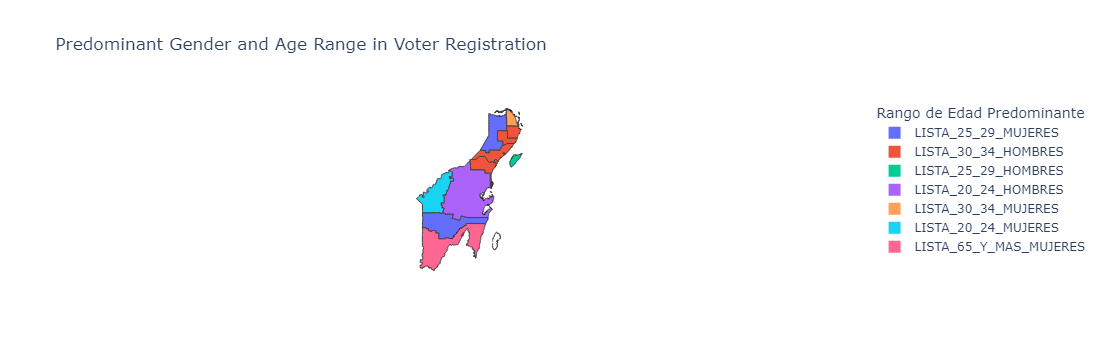 Predominant Gender and Age Range in Voter Registration
Rango de Edad Predominante
LISTA_25_29_MUJERES
LISTA_30_34_HOMBRES
LISTA_25_29_HOMBRES
LISTA_20_24_HOMBRES
LISTA_30_34_MUJERES
LISTA_20_24_MUJERES
LISTA_65_Y_MAS_MUJERES